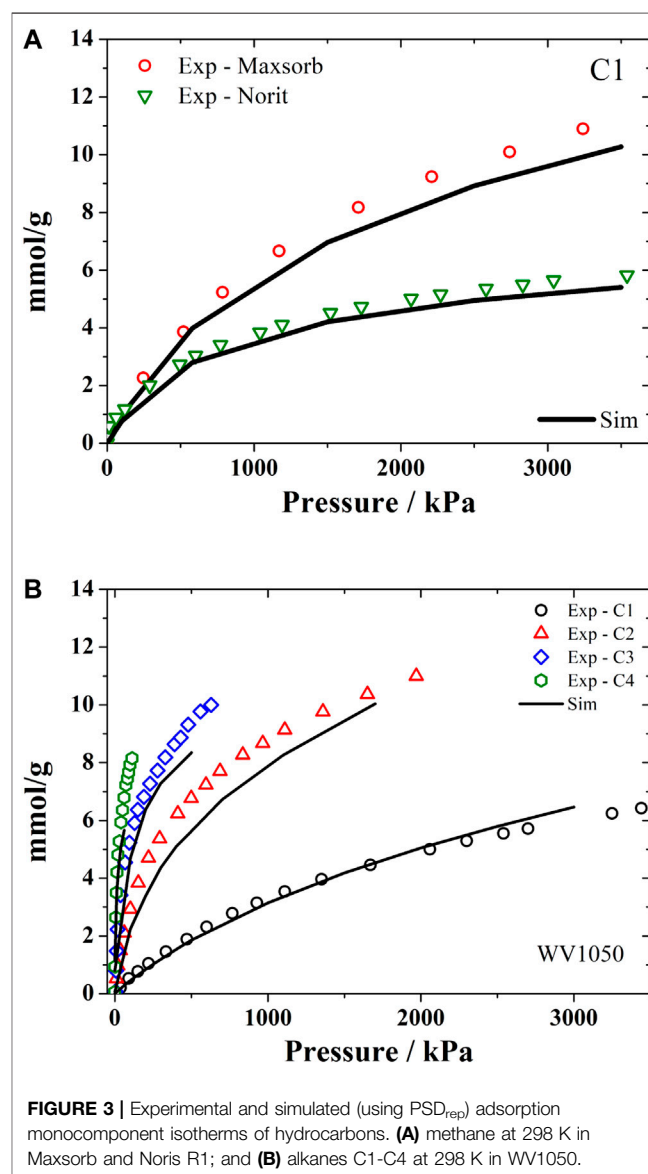 A
14
12
10
8
6
4
2
0
mmol/g
Exp - Maxsorb
Exp - Norit
C1
Sim
0 1000 2000 3000
Pressure / kPa
B
14
12
10
8
6
4
2
0
mmol/g
Exp - C1
Exp - C2
Exp - C3
Exp - C4
Sim
WV1050
0 1000 2000 3000
Pressure / kPa
FIGURE 3 | Experimental and simulated (using PSDrep) adsorption
monocomponent isotherms of hydrocarbons. (A) methane at 298 K in
Maxsorb and Noris R1; and (B) alkanes C1-C4 at 298 K in WV1050.